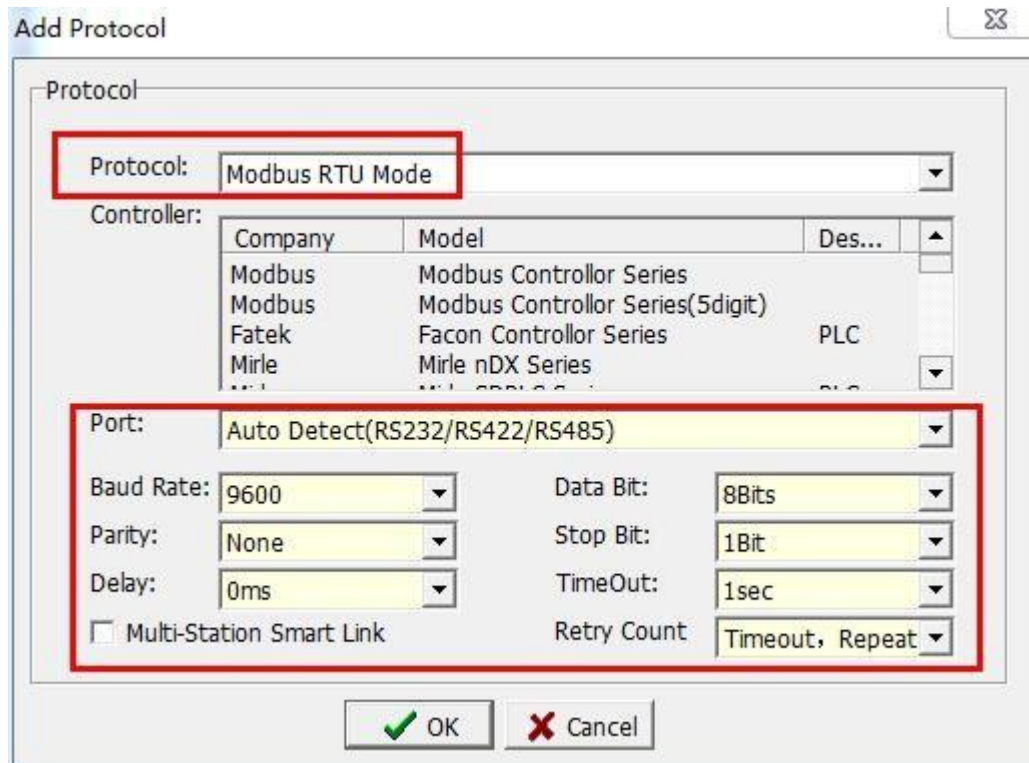 Add Protocol
Protocol
Protocol: Modbus RTU Mode
Controller:
Company Model Des...
Modbus Modbus Controllor Series
Modbus Modbus Controllor Series(5digit)
Fatek Facon Controllor Series PLC
Mirle Mirle nDX Series
Port: Auto Detect(RS232/RS422/RS485)
Baud Rate: 9600 Data Bit: 8Bits
Parity: None Stop Bit: 1Bit
Delay: 0ms TimeOut: 1sec
Multi-Station Smart Link Retry Count Timeout，Repeat
OK Cancel